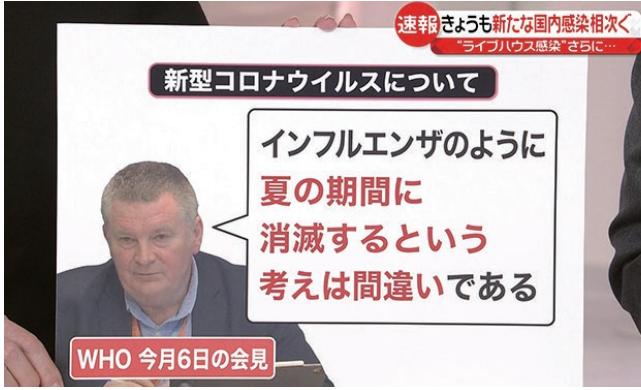 速報 きょうも新たな国内感染相次ぐ
“ライブハウス感染”さらに…
新型コロナウイルスについて
インフルエンザのように
夏の期間に
消滅するという
考えは間違いである
WHO 今月6日の会見